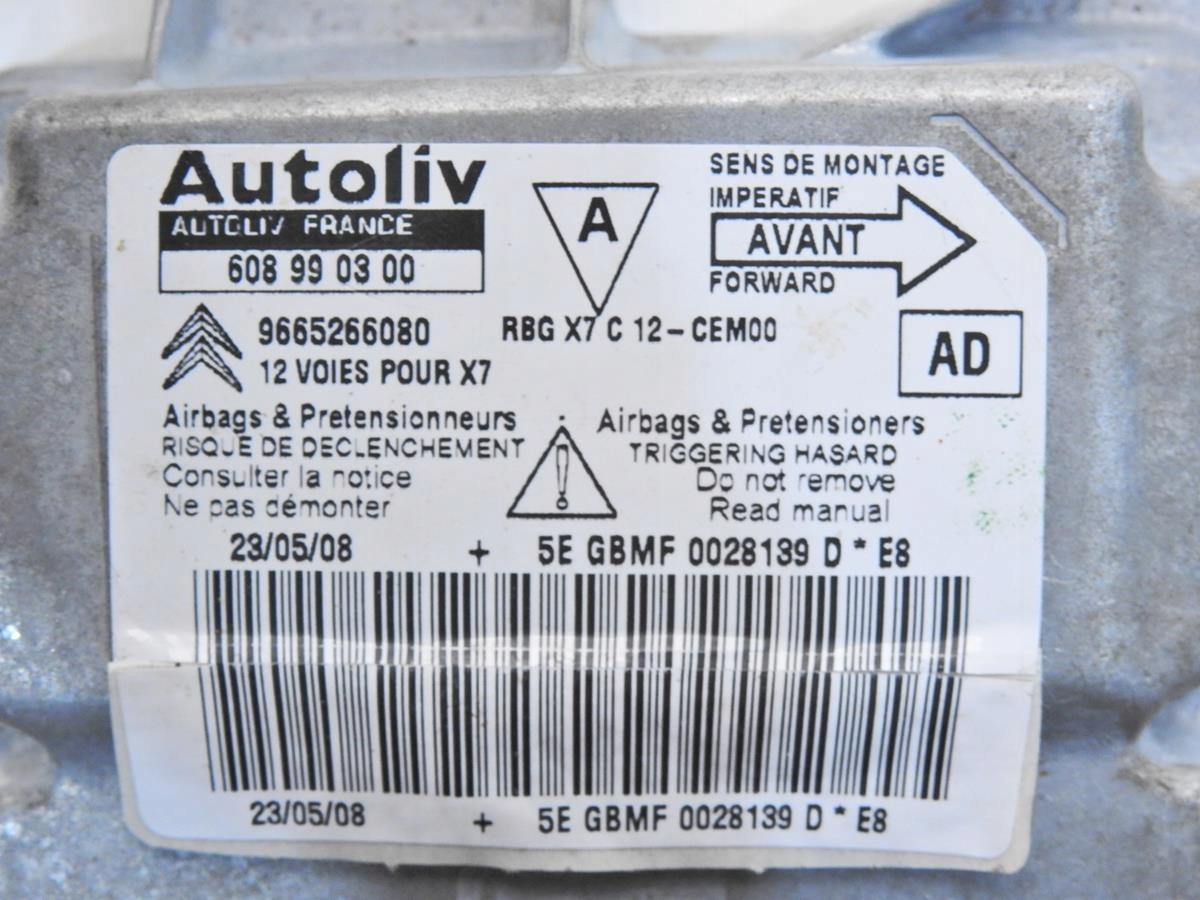 Autoliv
AUTOLIV FRANCE
608 99 03 00
A
SENS DE MONTAGE
IMPERATIF
AVANT
FORWARD
9665266080
RBG X7 C 12-CEM00
12 VOIES POUR X7
AD
Airbags & Pretensionneurs
RISQUE DE DECLENCHEMENT
Consulter la notice
Ne pas démonter
Airbags & Pretensioners
TRIGGERING HASARD
Do not remove
Read manual
23/05/08 + 5E GBMF 0028139 D * E8
23/05/08 + 5E GBMF 0028139 D * E8